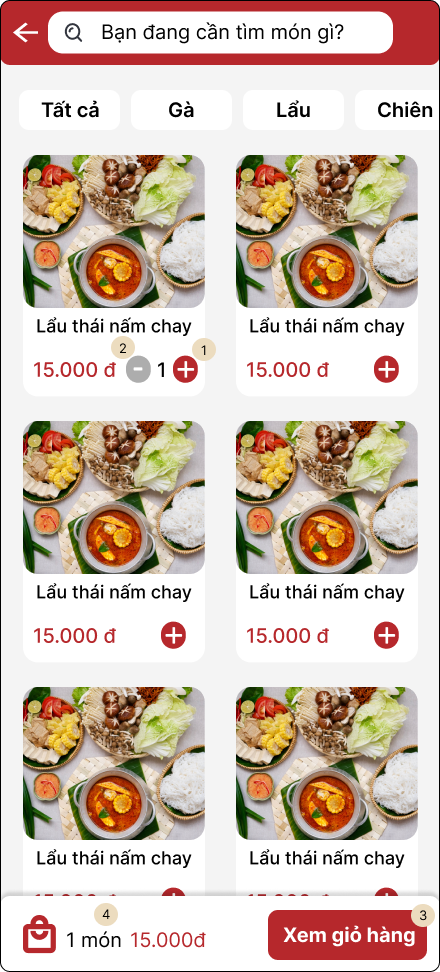 Bạn đang cần tìm món gì?
Tất cả
Gà
Lẩu
Chiên
Lẩu thái nấm chay
Lẩu thái nấm chay
2
1
15.000 đ
1
15.000 đ
Lẩu thái nấm chay
Lẩu thái nấm chay
15.000 đ
15.000 đ
Lẩu thái nấm chay
Lẩu thái nấm chay
4
3
1 món 15.000đ
Xem giỏ hàng